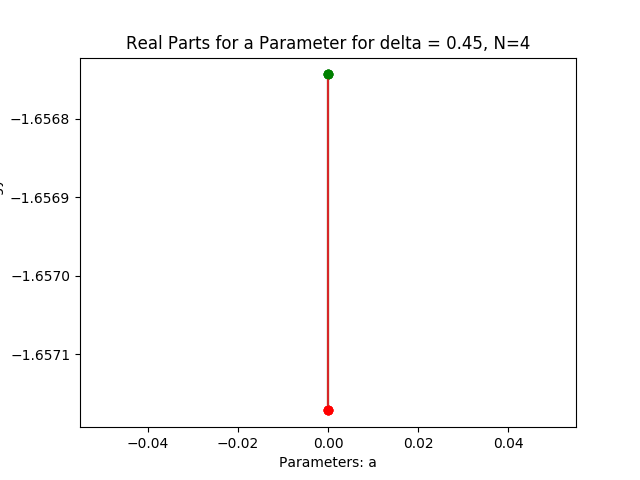 Real Parts for a Parameter for delta = 0.45, N=4
−1.6568
−1.6569
−1.6570
−1.6571
−0.04 −0.02 0.00 0.02 0.04
Parameters: a